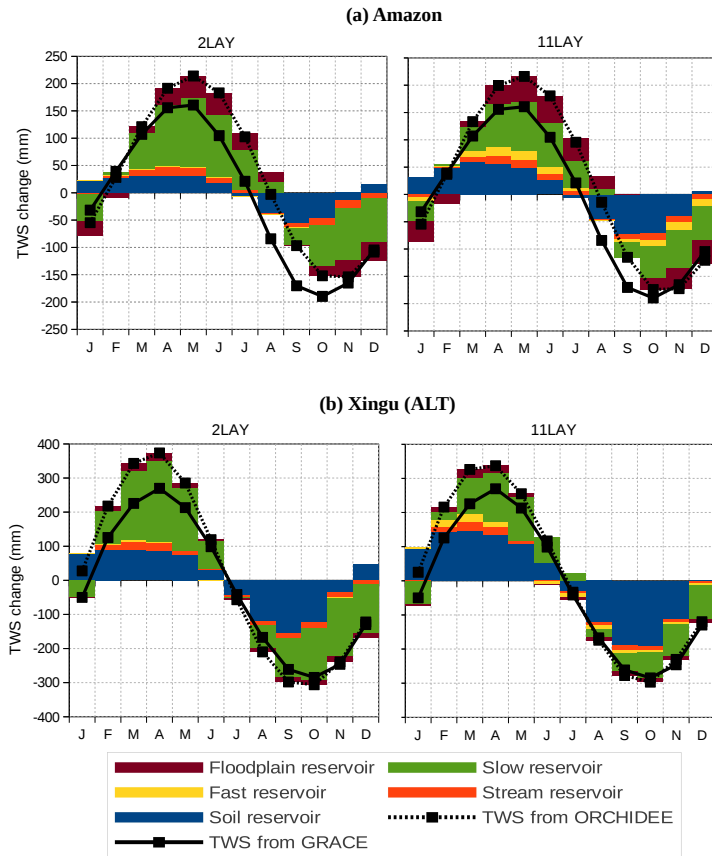 (a) Amazon
2LAY
11LAY
TWS change (mm)
250
200
150
100
50
0
-50
-100
-150
-200
-250
J F M A M J J A S O N D
J F M A M J J A S O N D
(b) Xingu (ALT)
2LAY
11LAY
TWS change (mm)
400
300
200
100
0
-100
-200
-300
-400
J F M A M J J A S O N D
J F M A M J J A S O N D
Floodplain reservoir
Slow reservoir
Fast reservoir
Stream reservoir
Soil reservoir
TWS from ORCHIDEE
TWS from GRACE